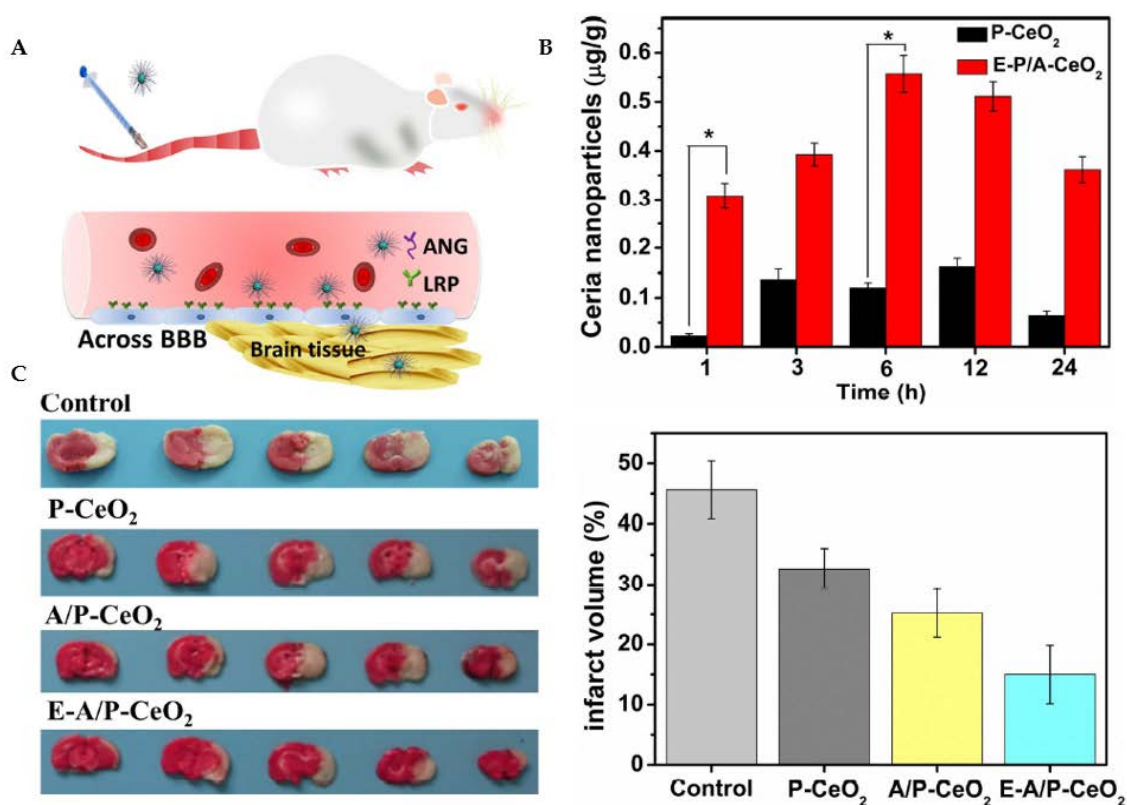 A
ANG
LRP
Across BBB
Brain tissue
B
P-CeO₂
E-P/A-CeO₂
*
*
Ceria nanoparticels (μg/g)
0.6
0.5
0.4
0.3
0.2
0.1
0.0
1 3 6 12 24
Time (h)
C
Control
P-CeO₂
A/P-CeO₂
E-A/P-CeO₂
infarct volume (%)
50
40
30
20
10
0
Control P-CeO₂ A/P-CeO₂ E-A/P-CeO₂